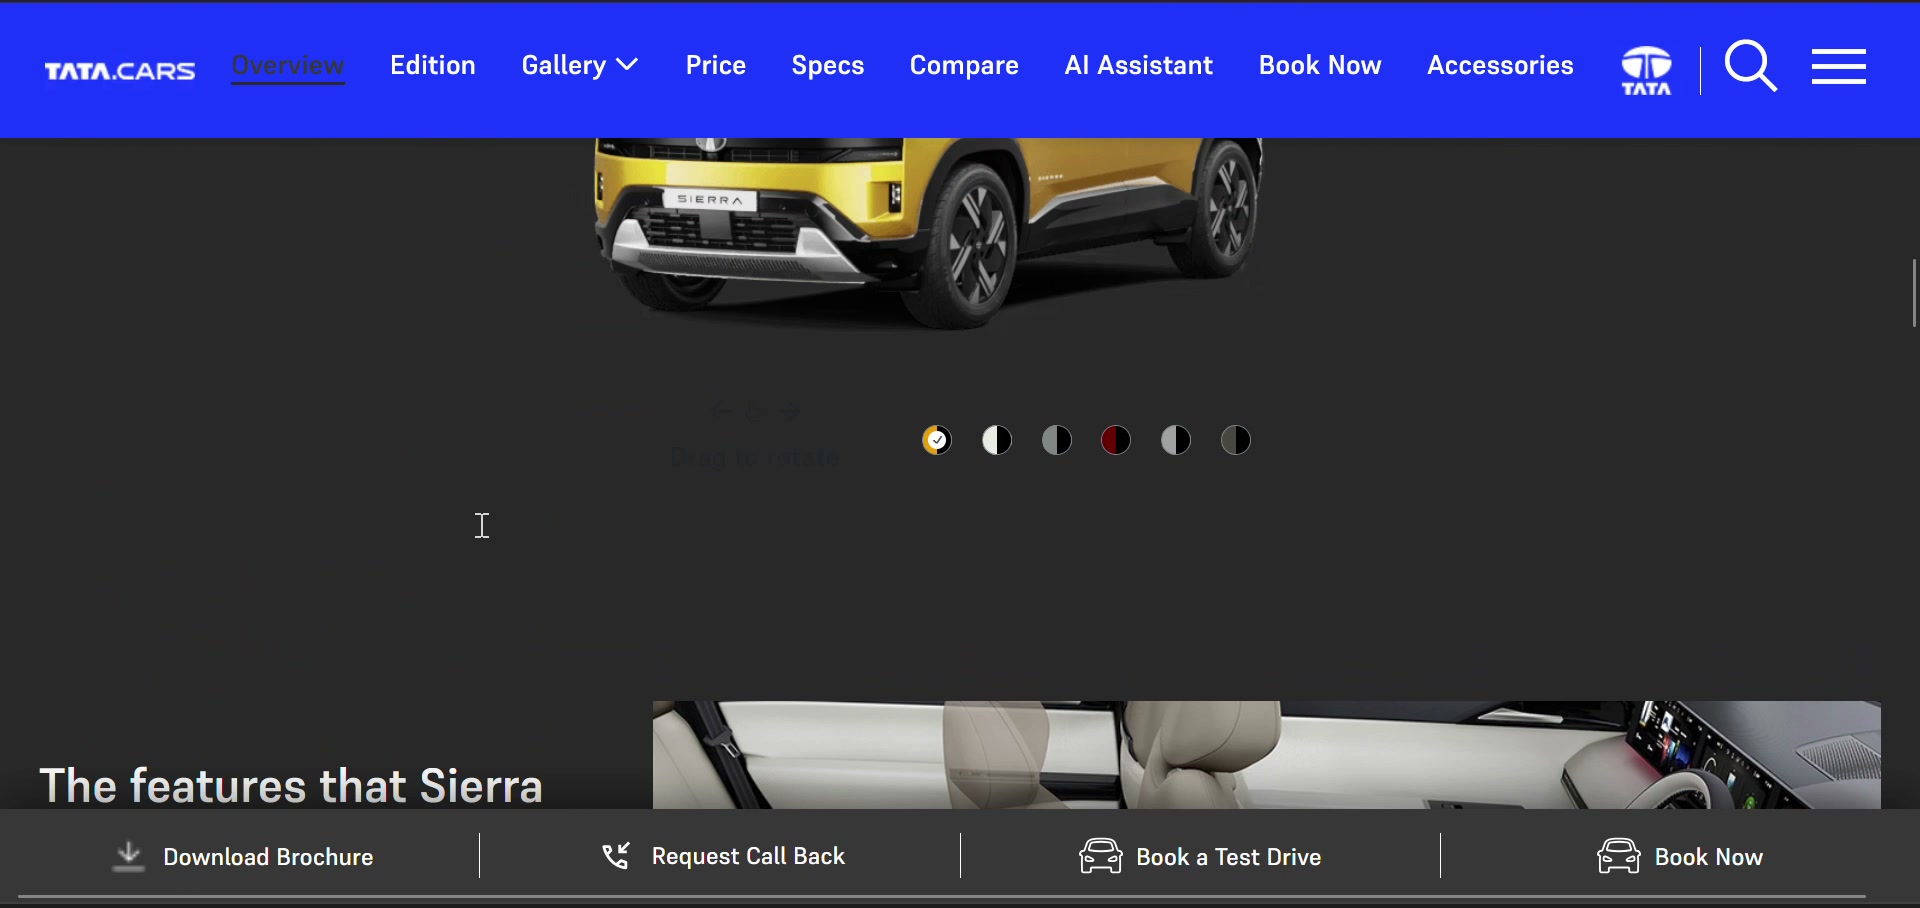 TATA.CARS Overview Edition Gallery Price Specs Compare AI Assistant Book Now Accessories TATA
SIERRA
SIERRA
Drag to rotate
The features that Sierra
Download Brochure Request Call Back Book a Test Drive Book Now